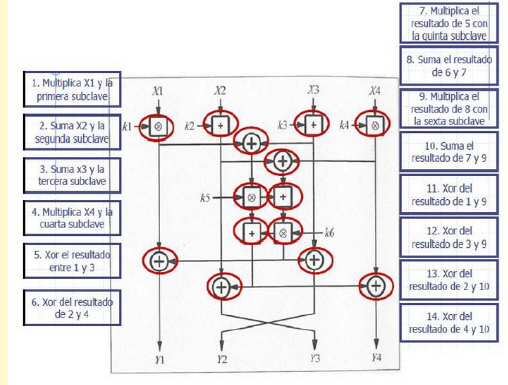 1. Multiplica X1 y la
primera subclave
2. Suma X2 y la
segunda subclave
3. Suma x3 y la
tercera subclave
4. Multiplica X4 y la
cuarta subclave
5. Xor el resultado
entre 1 y 3
6. Xor del resultado
de 2 y 4
X1 X2 X3 X4
k1 k2 k3 k4
k5
k6
Y1 Y2 Y3 Y4
7. Multiplica el
resultado de 5 con
la quinta subclave
8. Suma el resultado
de 6 y 7
9. Multiplica el
resultado de 8 con
la sexta subclave
10. Suma el
resultado de 7 y 9
11. Xor del
resultado de 1 y 9
12. Xor del
resultado de 3 y 9
13. Xor del
resultado de 2 y 10
14. Xor del
resultado de 4 y 10